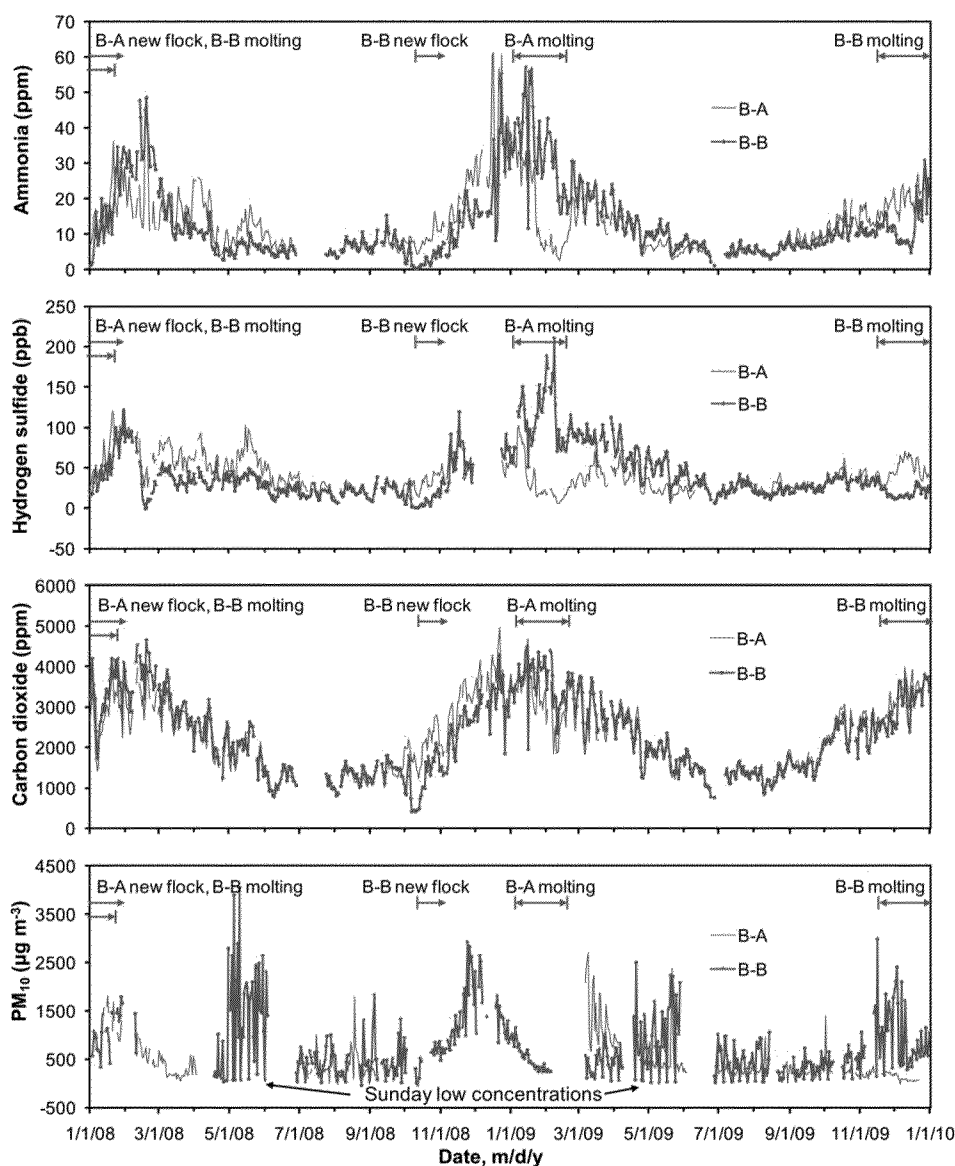 70
B-A new flock, B-B molting
B-B new flock
B-A molting
B-B molting
60
50
40
30
20
10
0
Ammonia (ppm)
B-A
B-B
250
B-A new flock, B-B molting
B-B new flock
B-A molting
B-B molting
200
150
100
50
0
-50
Hydrogen sulfide (ppb)
B-A
B-B
6000
B-A new flock, B-B molting
B-B new flock
B-A molting
B-B molting
5000
4000
3000
2000
1000
0
Carbon dioxide (ppm)
B-A
B-B
4500
B-A new flock, B-B molting
B-B new flock
B-A molting
B-B molting
3500
2500
1500
500
-500
PM₁₀ (µg m⁻³)
B-A
B-B
Sunday low concentrations
1/1/08 3/1/08 5/1/08 7/1/08 9/1/08 11/1/08 1/1/09 3/1/09 5/1/09 7/1/09 9/1/09 11/1/09 1/1/10
Date, m/d/y